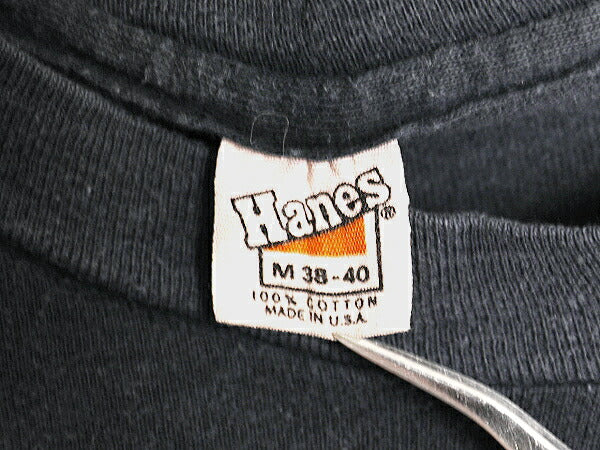 Hanes®
M 38-40
100% COTTON
MADE IN U.S.A.